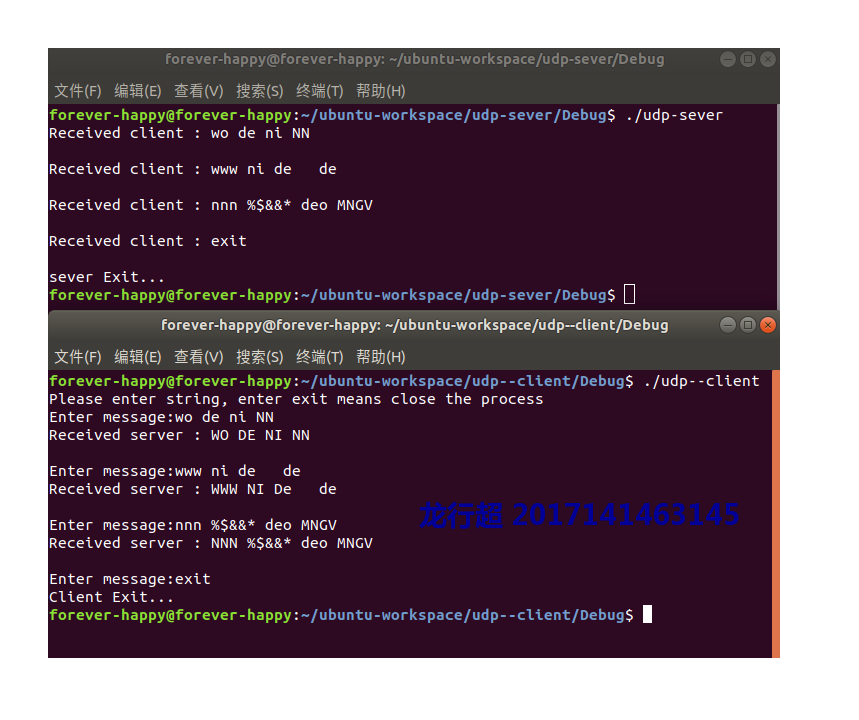 forever-happy@forever-happy: ~/ubuntu-workspace/udp-sever/Debug
文件(F) 编辑(E) 查看(V) 搜索(S) 终端(T) 帮助(H)
forever-happy@forever-happy:~/ubuntu-workspace/udp-sever/Debug$ ./udp-sever
Received client : wo de ni NN
Received client : www ni de   de
Received client : nnn %$&&* deo MNGV
Received client : exit
sever Exit...
forever-happy@forever-happy:~/ubuntu-workspace/udp-sever/Debug$
forever-happy@forever-happy: ~/ubuntu-workspace/udp--client/Debug
文件(F) 编辑(E) 查看(V) 搜索(S) 终端(T) 帮助(H)
forever-happy@forever-happy:~/ubuntu-workspace/udp--client/Debug$ ./udp--client
Please enter string, enter exit means close the process
Enter message:wo de ni NN
Received server : WO DE NI NN
Enter message:www ni de   de
Received server : WWW NI De   de
龙行超 2017141463145
Enter message:nnn %$&&* deo MNGV
Received server : NNN %$&&* deo MNGV
Enter message:exit
Client Exit...
forever-happy@forever-happy:~/ubuntu-workspace/udp--client/Debug$